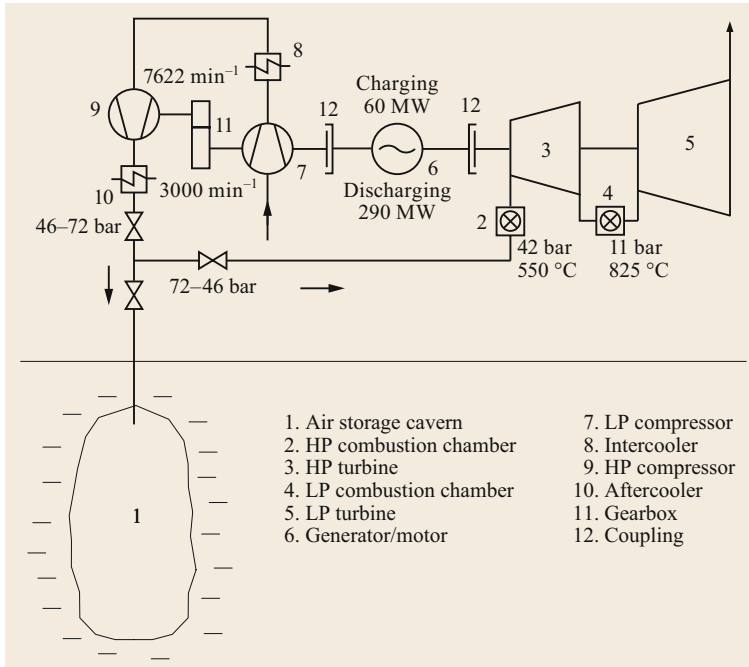 8
7622 min–1
Charging
60 MW
12
12
9
11
3
5
7
6
4
10
3000 min–1
Discharging
290 MW
2
46–72 bar
42 bar
550 °C
11 bar
825 °C
72–46 bar
1. Air storage cavern
2. HP combustion chamber
3. HP turbine
4. LP combustion chamber
5. LP turbine
6. Generator/motor
7. LP compressor
8. Intercooler
9. HP compressor
10. Aftercooler
11. Gearbox
12. Coupling
1